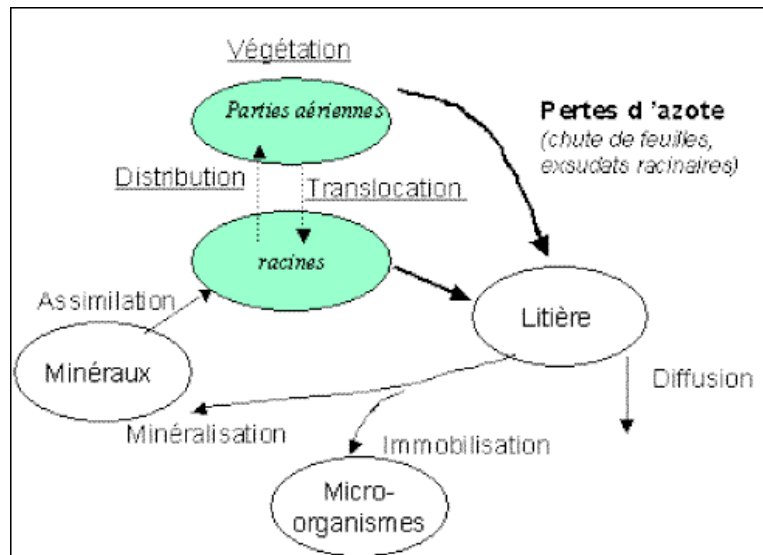 Végétation
Parties aériennes
Pertes d 'azote
(chute de feuilles,
exsudats racinaires)
Distribution
Translocation
racines
Assimilation
Litière
Minéraux
Diffusion
Minéralisation
Immobilisation
Micro-
organismes